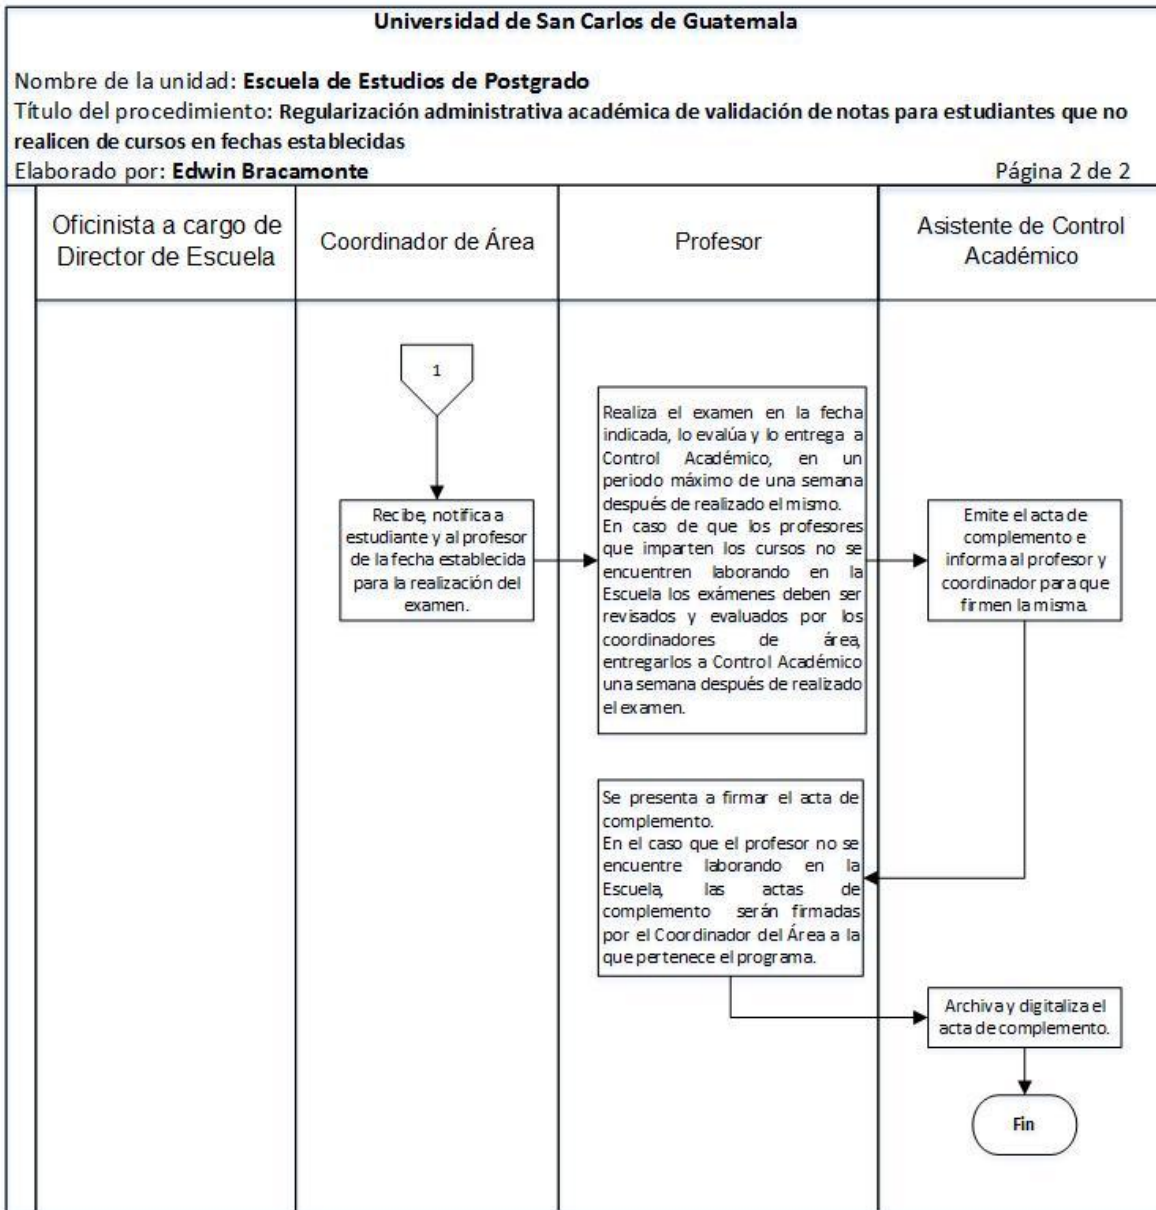 Universidad de San Carlos de Guatemala
Nombre de la unidad: Escuela de Estudios de Postgrado
Título del procedimiento: Regularización administrativa académica de validación de notas para estudiantes que no
realicen de cursos en fechas establecidas
Elaborado por: Edwin Bracamonte
Página 2 de 2
Oficinista a cargo de
Director de Escuela
Coordinador de Área
Profesor
Asistente de Control
Académico
1
Recibe, notifica a
estudiante y al profesor
de la fecha establecida
para la realización del
examen.
Realiza el examen en la fecha
indicada, lo evalúa y lo entrega a
Control Académico, en un
periodo máximo de una semana
después de realizado el mismo.
En caso de que los profesores
que imparten los cursos no se
encuentren laborando en la
Escuela los exámenes deben ser
revisados y evaluados por los
coordinadores de área,
entregarlos a Control Académico
una semana después de realizado
el examen.
Emite el acta de
complemento e
informa al profesor y
coordinador para que
firmen la misma.
Se presenta a firmar el acta de
complemento.
En el caso que el profesor no se
encuentre laborando en la
Escuela, las actas de
complemento serán firmadas
por el Coordinador del Área a la
que pertenece el programa.
Archiva y digitaliza el
acta de complemento.
Fin